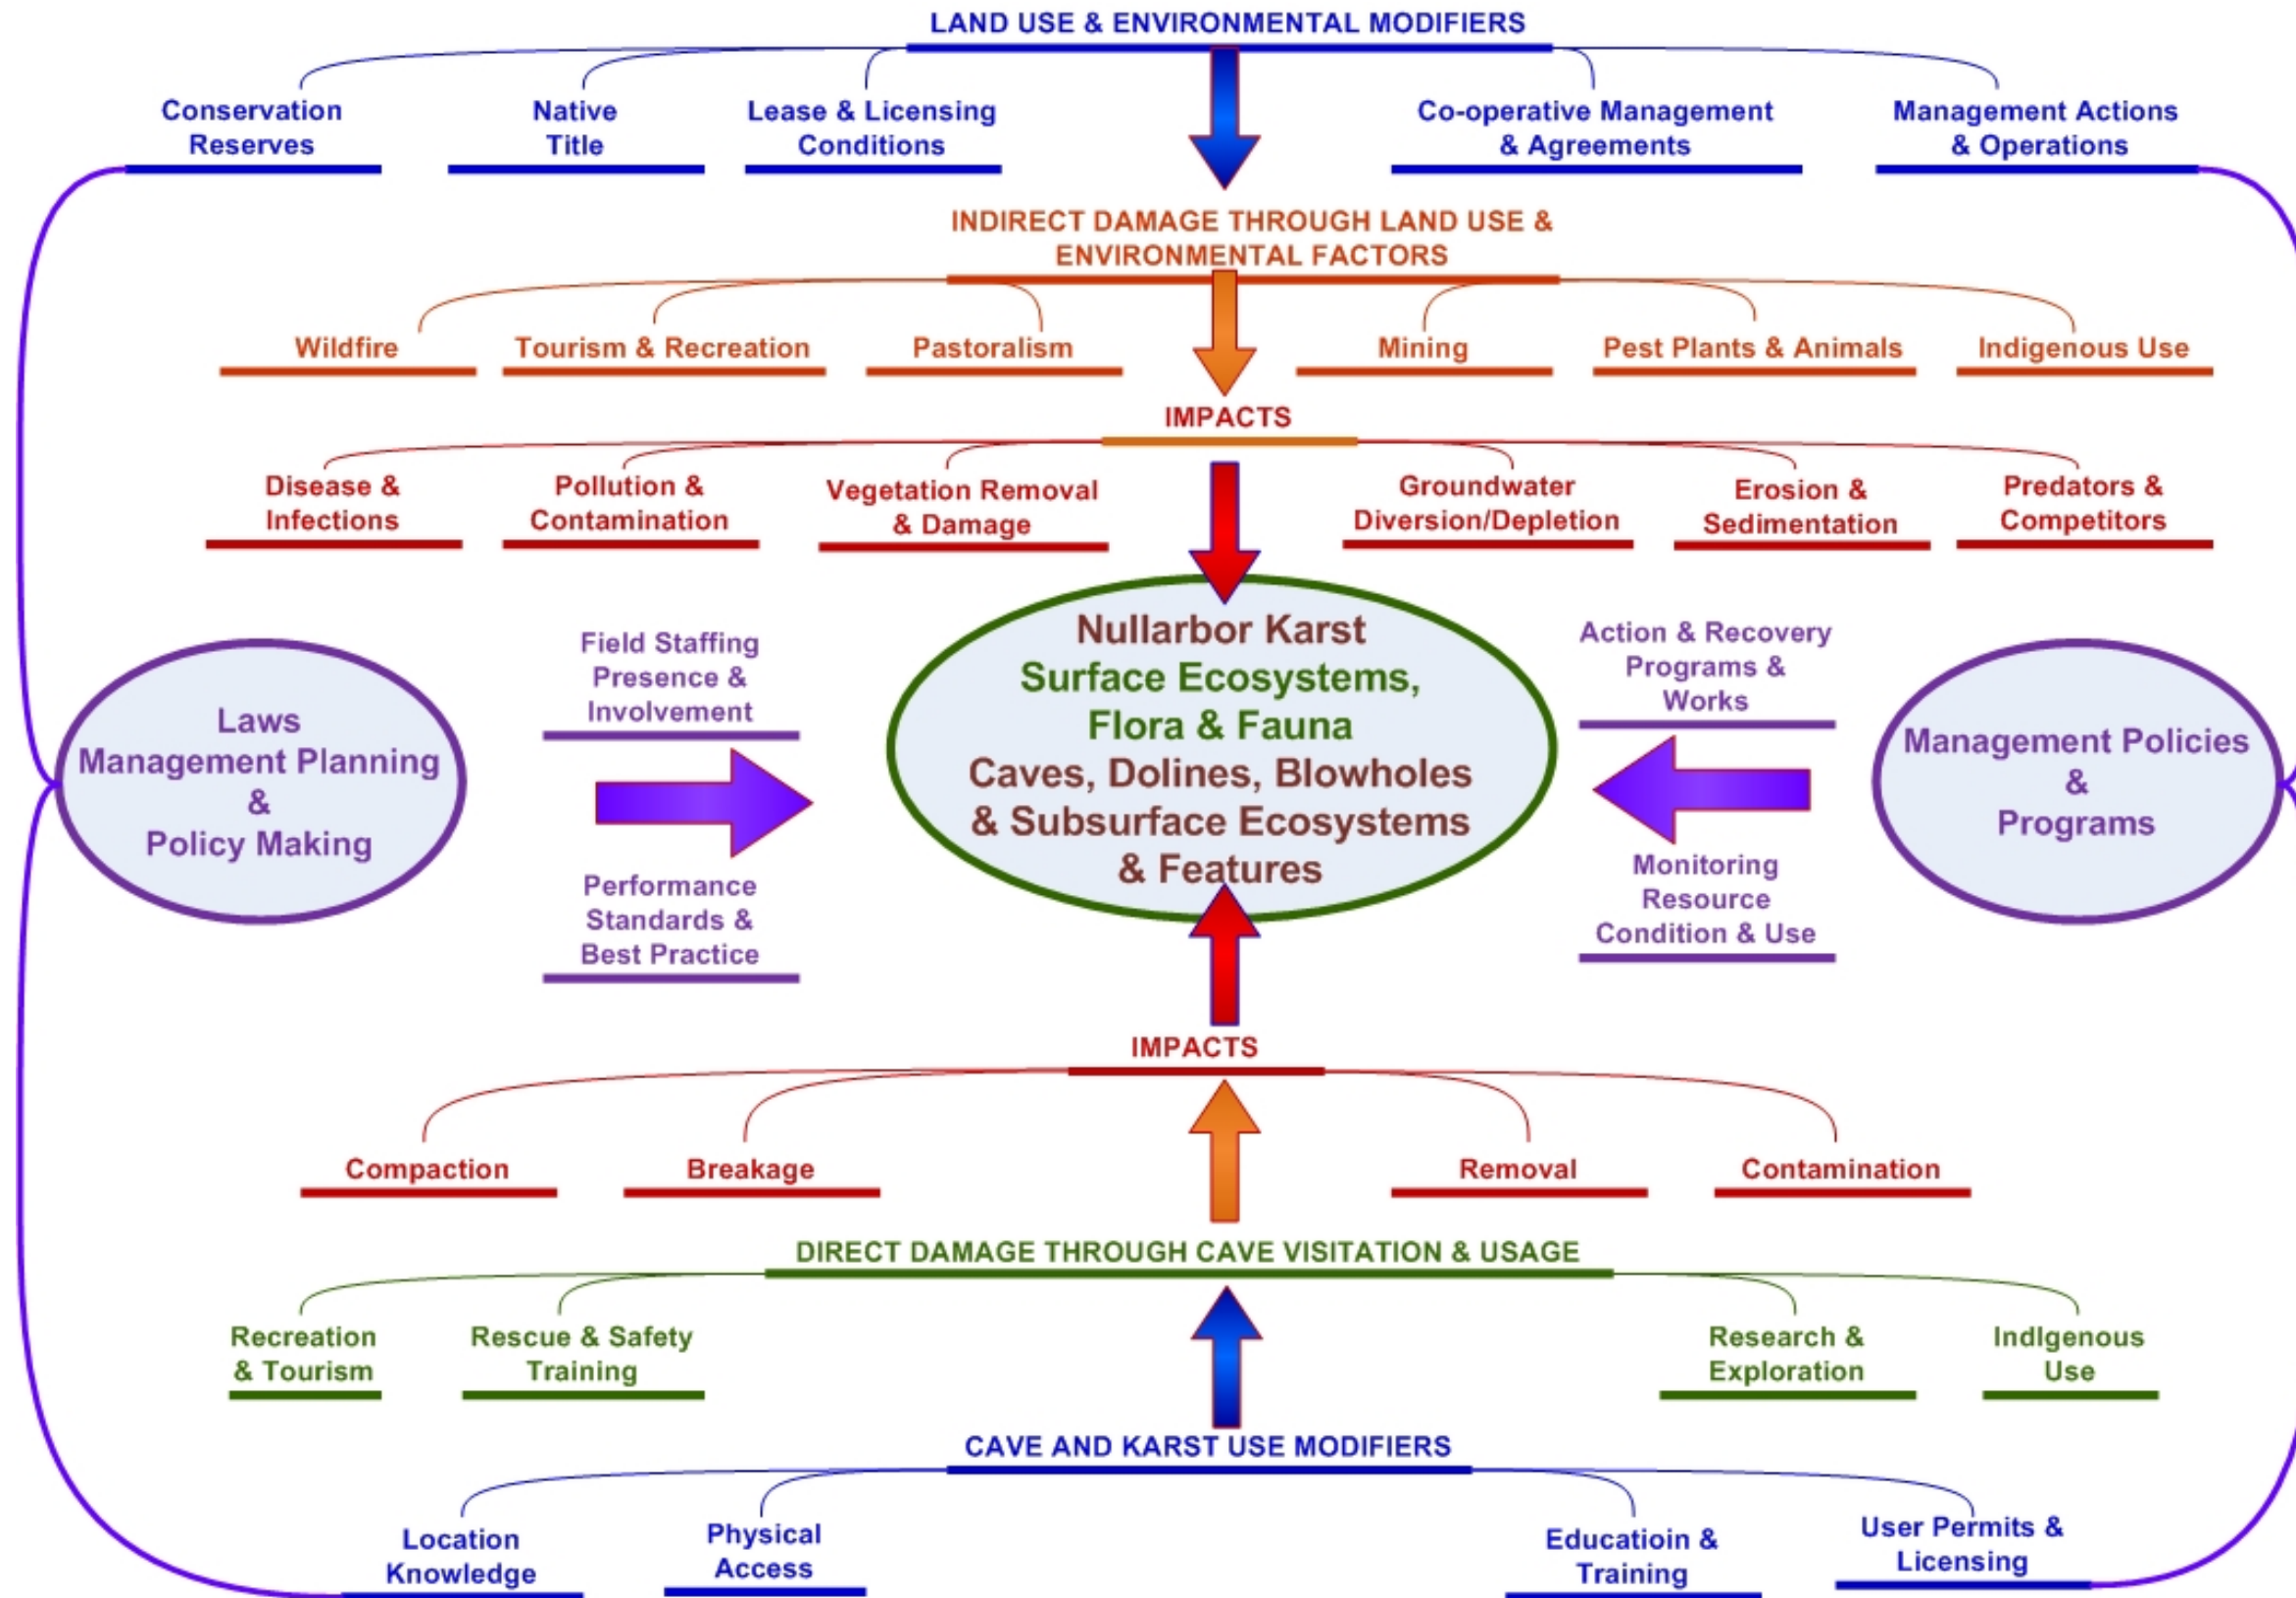 LAND USE & ENVIRONMENTAL MODIFIERS
Conservation
Reserves
Native
Title
Lease & Licensing
Conditions
Co-operative Management
& Agreements
Management Actions
& Operations
INDIRECT DAMAGE THROUGH LAND USE &
ENVIRONMENTAL FACTORS
Wildfire
Tourism & Recreation
Pastoralism
Mining
Pest Plants & Animals
Indigenous Use
IMPACTS
Disease &
Infections
Pollution &
Contamination
Vegetation Removal
& Damage
Groundwater
Diversion/Depletion
Erosion &
Sedimentation
Predators &
Competitors
Laws
Management Planning
&
Policy Making
Field Staffing
Presence &
Involvement
Performance
Standards &
Best Practice
Nullarbor Karst
Surface Ecosystems,
Flora & Fauna
Caves, Dolines, Blowholes
& Subsurface Ecosystems
& Features
Action & Recovery
Programs &
Works
Monitoring
Resource
Condition & Use
Management Policies
&
Programs
IMPACTS
Compaction
Breakage
Removal
Contamination
DIRECT DAMAGE THROUGH CAVE VISITATION & USAGE
Recreation
& Tourism
Rescue & Safety
Training
Research &
Exploration
IndIgenous
Use
CAVE AND KARST USE MODIFIERS
Location
Knowledge
Physical
Access
Educatioin &
Training
User Permits &
Licensing